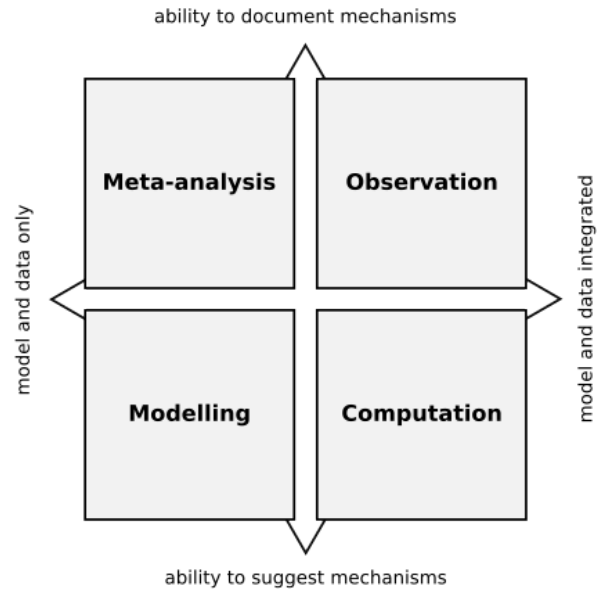 ability to document mechanisms
Meta-analysis
Observation
model and data only
model and data integrated
Modelling
Computation
ability to suggest mechanisms